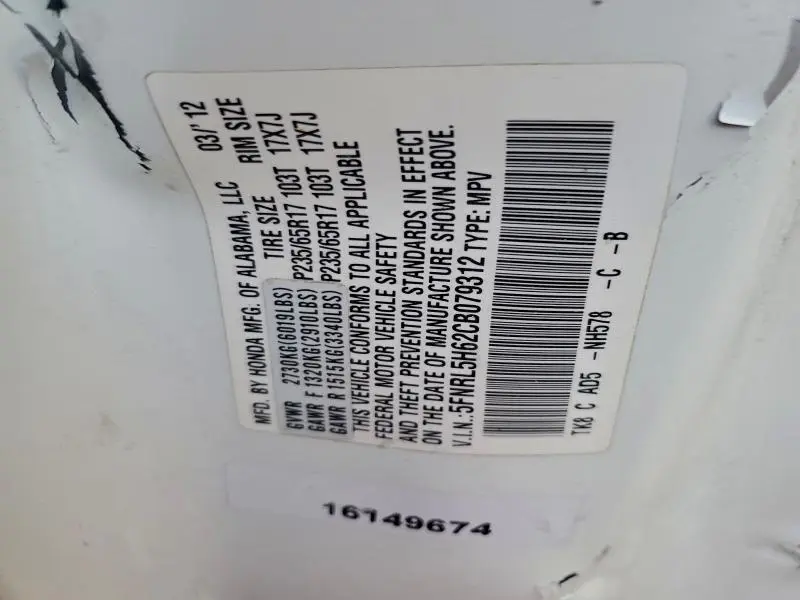 MFD. BY HONDA MFG. OF ALABAMA, LLC 03/'12
TIRE SIZE RIM SIZE
GVWR 2730KG(6019LBS)
GAWR F 1320KG(2910LBS) P235/65R17 103T 17X7J
GAWR R 1515KG(3340LBS) P235/65R17 103T 17X7J
THIS VEHICLE CONFORMS TO ALL APPLICABLE
FEDERAL MOTOR VEHICLE SAFETY
AND THEFT PREVENTION STANDARDS IN EFFECT
ON THE DATE OF MANUFACTURE SHOWN ABOVE.
V.I.N.:5FNRL5H62CB079312 TYPE: MPV
TK8 C AD5 -NH578 -C -B
16149674